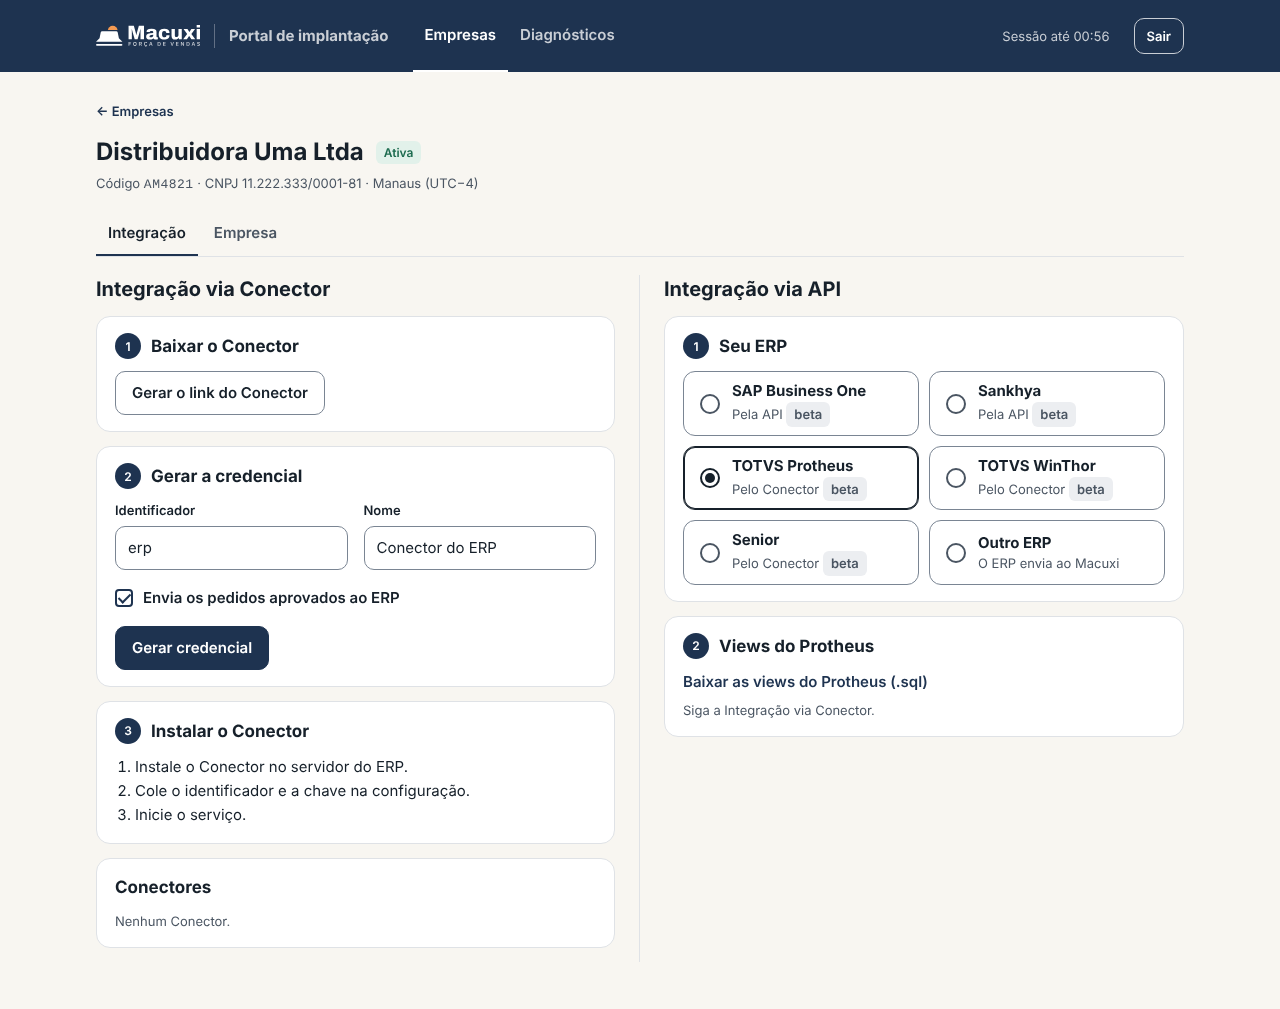 Macuxi
FORÇA DE VENDAS
Portal de implantação
Empresas
Diagnósticos
Sessão até 00:56
Sair
← Empresas
Distribuidora Uma Ltda
Ativa
Código AM4821 · CNPJ 11.222.333/0001-81 · Manaus (UTC−4)
Integração
Empresa
Integração via Conector
1 Baixar o Conector
Gerar o link do Conector
2 Gerar a credencial
Identificador
Nome
erp
Conector do ERP
Envia os pedidos aprovados ao ERP
Gerar credencial
3 Instalar o Conector
1. Instale o Conector no servidor do ERP.
2. Cole o identificador e a chave na configuração.
3. Inicie o serviço.
Conectores
Nenhum Conector.
Integração via API
1 Seu ERP
SAP Business One
Pela API beta
Sankhya
Pela API beta
TOTVS Protheus
Pelo Conector beta
TOTVS WinThor
Pelo Conector beta
Senior
Pelo Conector beta
Outro ERP
O ERP envia ao Macuxi
2 Views do Protheus
Baixar as views do Protheus (.sql)
Siga a Integração via Conector.